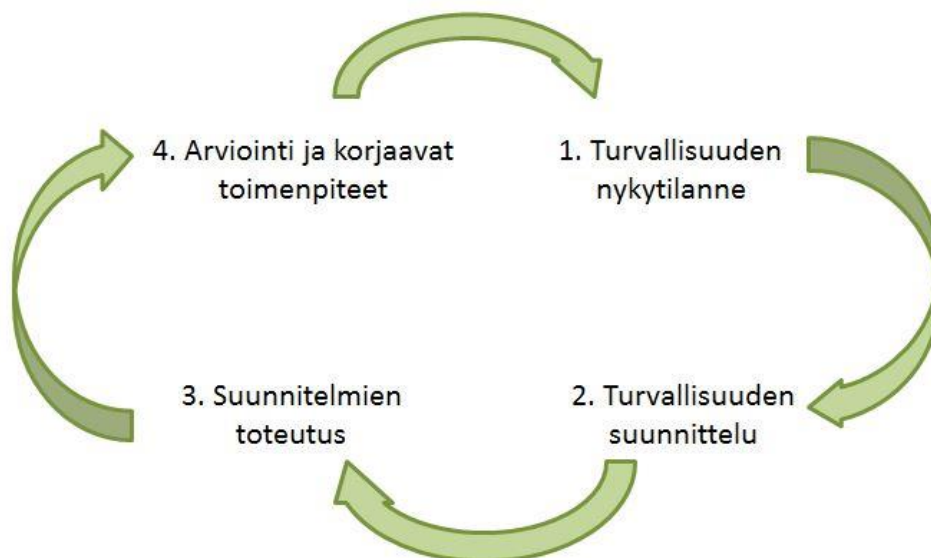 4. Arviointi ja korjaavat
toimenpiteet
1. Turvallisuuden
nykytilanne
3. Suunnitelmien
toteutus
2. Turvallisuuden
suunnittelu